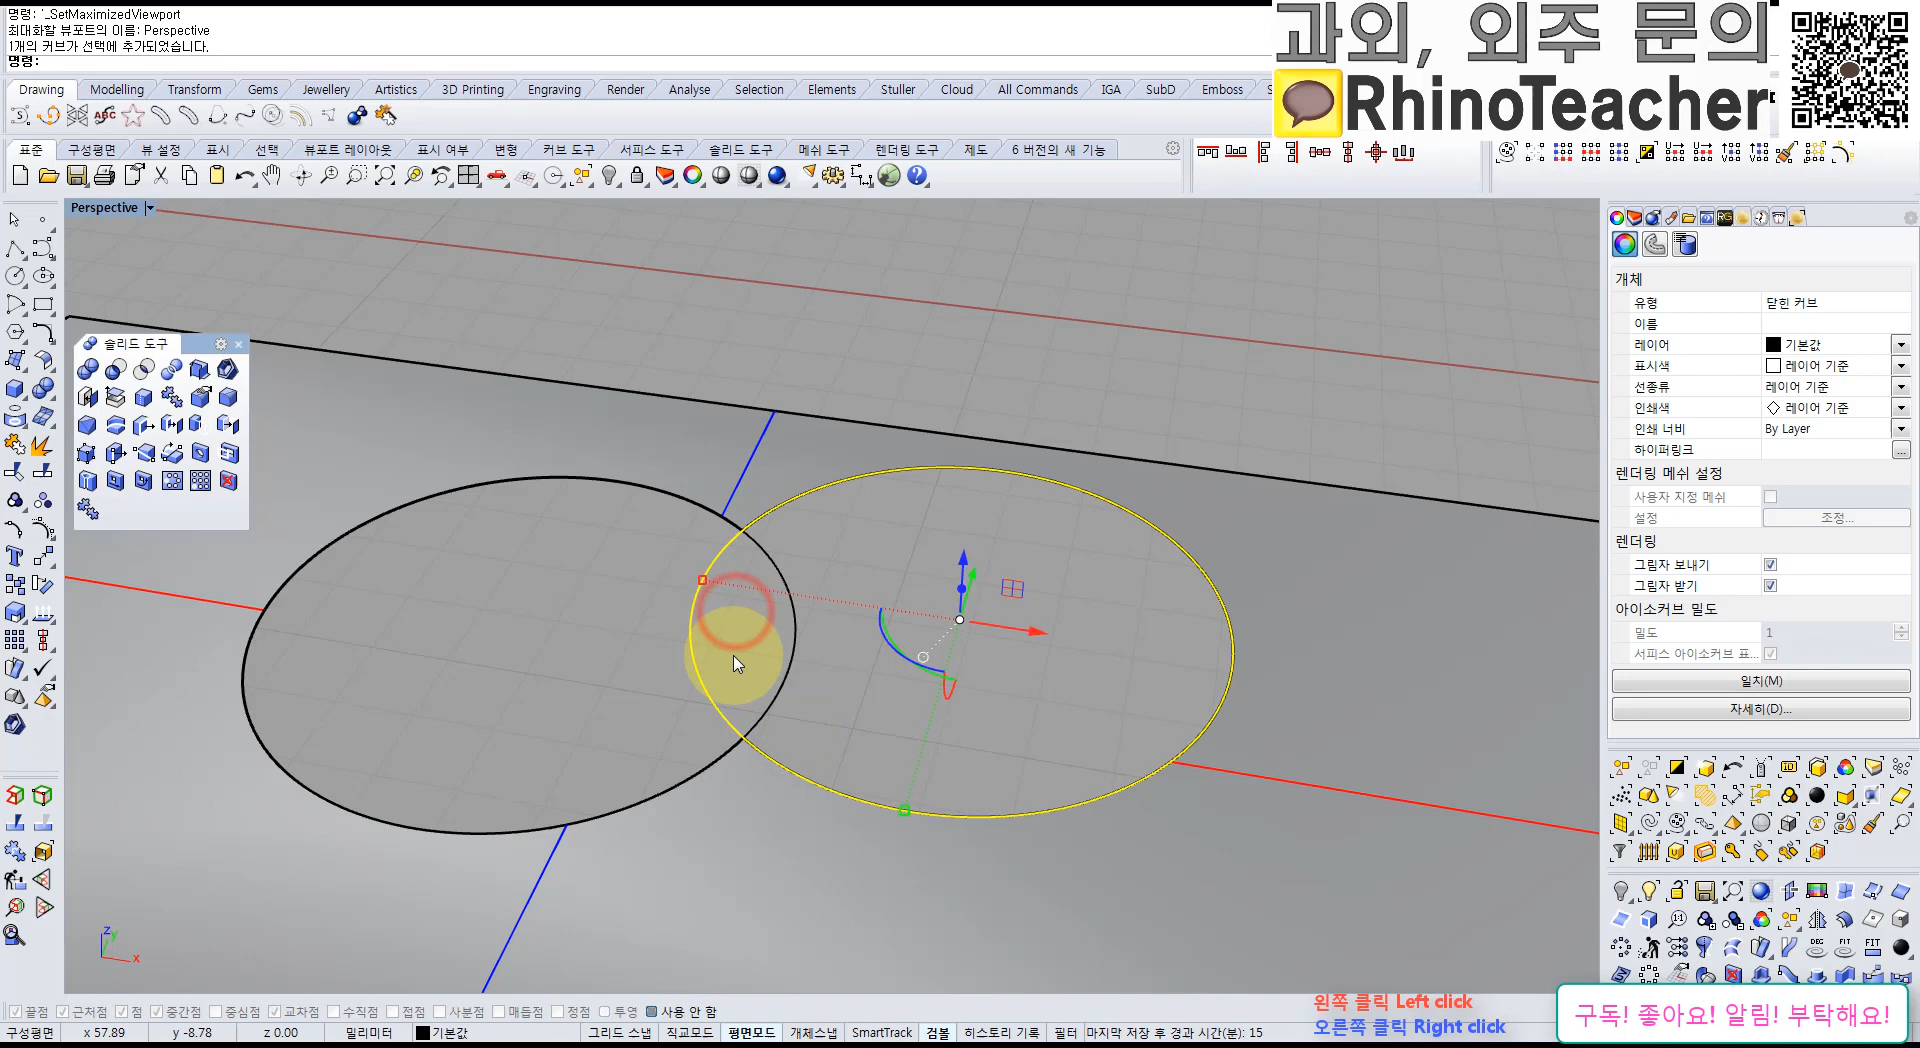 명령: '_SetMaximizedViewport
최대화할 뷰포트의 이름: Perspective
1개의 커브가 선택에 추가되었습니다.
명령:
과외, 외주 문의
RhinoTeacher
Drawing Modelling Transform Gems Jewellery Artistics 3D Printing Engraving Render Analyse Selection Elements Stuller Cloud All Commands IGA SubD Emboss
표준 구성평면 뷰 설정 표시 선택 뷰포트 레이아웃 표시 여부 변형 커브 도구 서피스 도구 솔리드 도구 메쉬 도구 렌더링 도구 제도 6 버전의 새 기능
Perspective
솔리드 도구
개체
유형 닫힌 커브
이름
레이어 기본값
표시색 레이어 기준
선종류 레이어 기준
인쇄색 레이어 기준
인쇄 너비 By Layer
하이퍼링크 ...
렌더링 메쉬 설정
사용자 지정 메쉬
설정 조정...
렌더링
그림자 보내기
그림자 받기
아이소커브 밀도
밀도 1
서피스 아이소커브 표...
일치(M)
자세히(D)...
z y x
끝점 근처점 점 중간점 중심점 교차점 수직점 접점 사분점 매듭점 정점 투영 사용 안 함
왼쪽 클릭 Left click
오른쪽 클릭 Right click
구독! 좋아요! 알림! 부탁해요!
구성평면 x 57.89 y -8.78 z 0.00 밀리미터 기본값 그리드 스냅 직교모드 평면모드 개체스냅 SmartTrack 검볼 히스토리 기록 필터 마지막 저장 후 경과 시간(분): 15